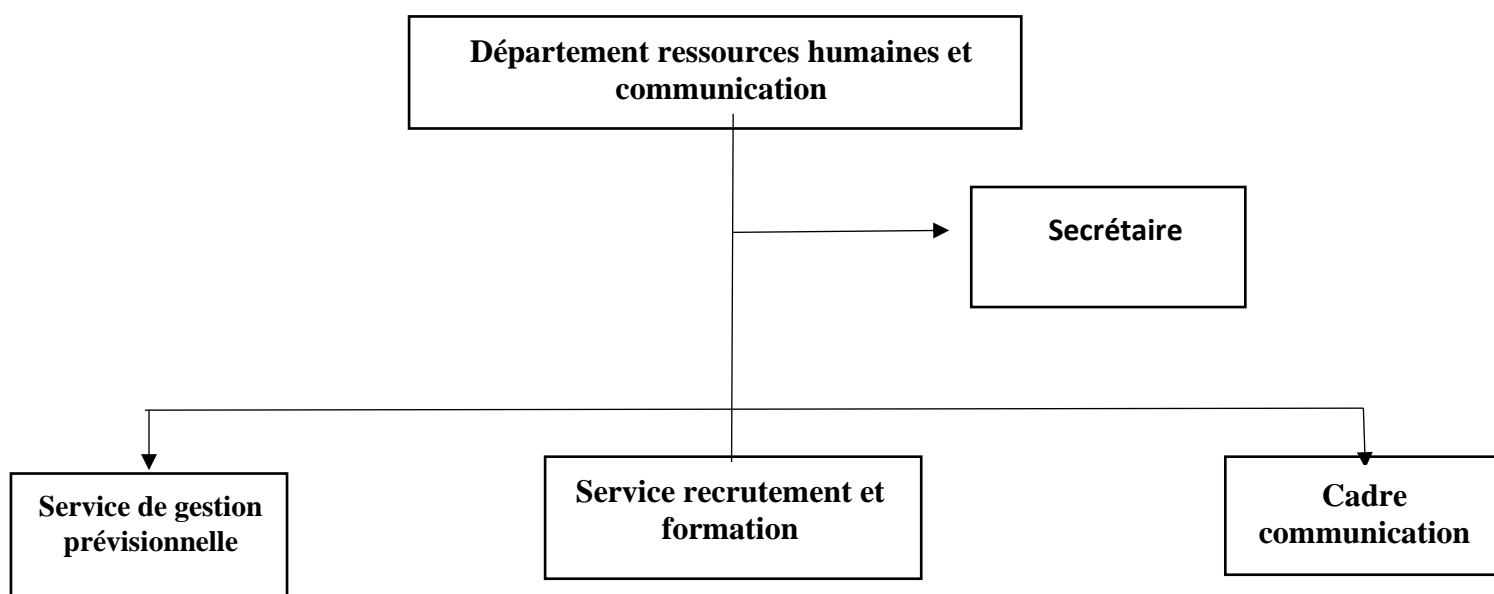 Département ressources humaines et
communication
Secrétaire
Service de gestion
prévisionnelle
Service recrutement et
formation
Cadre
communication